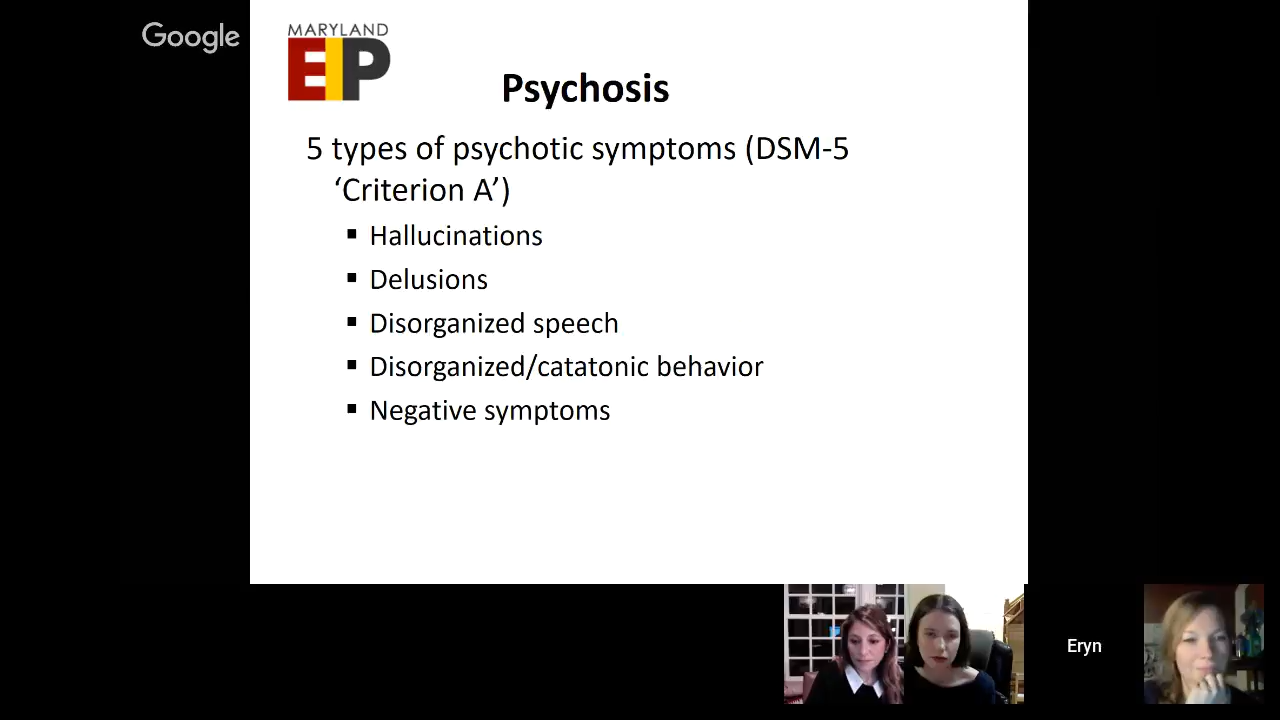 Google
MARYLAND
EIP
Psychosis
5 types of psychotic symptoms (DSM-5
‘Criterion A’)
▪ Hallucinations
▪ Delusions
▪ Disorganized speech
▪ Disorganized/catatonic behavior
▪ Negative symptoms
Eryn